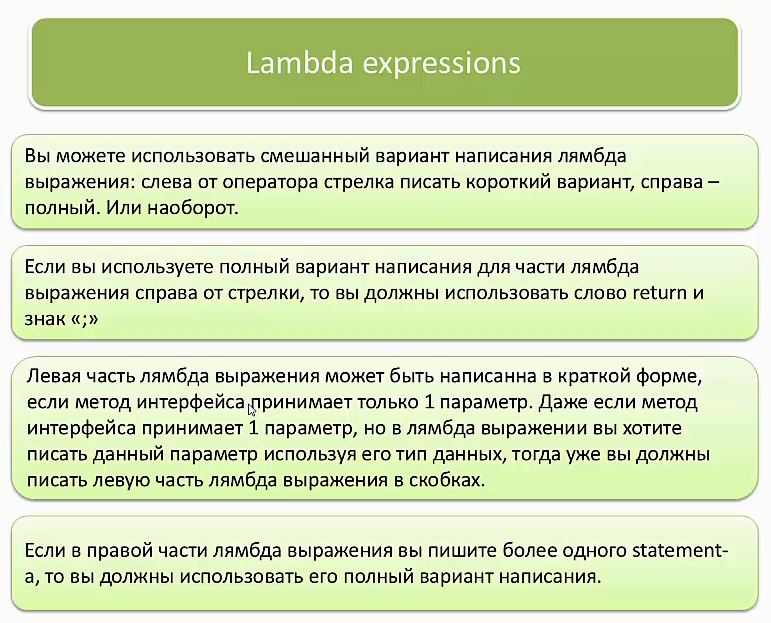 Lambda expressions
Вы можете использовать смешанный вариант написания лямбда
выражения: слева от оператора стрелка писать короткий вариант, справа –
полный. Или наоборот.
Если вы используете полный вариант написания для части лямбда
выражения справа от стрелки, то вы должны использовать слово return и
знак «;»
Левая часть лямбда выражения может быть написанна в краткой форме,
если метод интерфейса принимает только 1 параметр. Даже если метод
интерфейса принимает 1 параметр, но в лямбда выражении вы хотите
писать данный параметр используя его тип данных, тогда уже вы должны
писать левую часть лямбда выражения в скобках.
Если в правой части лямбда выражения вы пишите более одного statement-
а, то вы должны использовать его полный вариант написания.